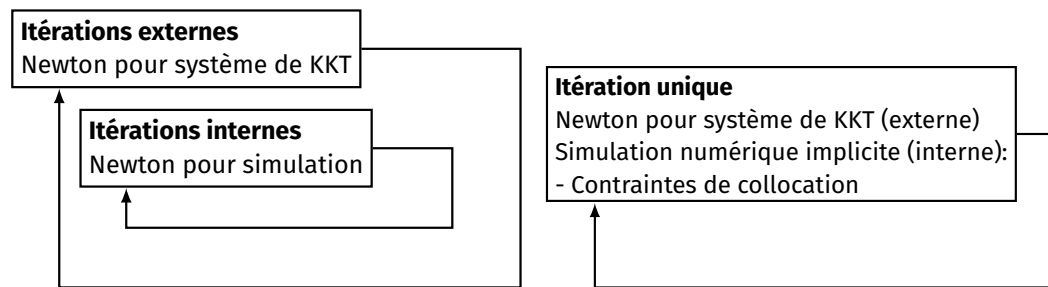 Itérations externes
Newton pour système de KKT
Itérations internes
Newton pour simulation
Itération unique
Newton pour système de KKT (externe)
Simulation numérique implicite (interne):
- Contraintes de collocation